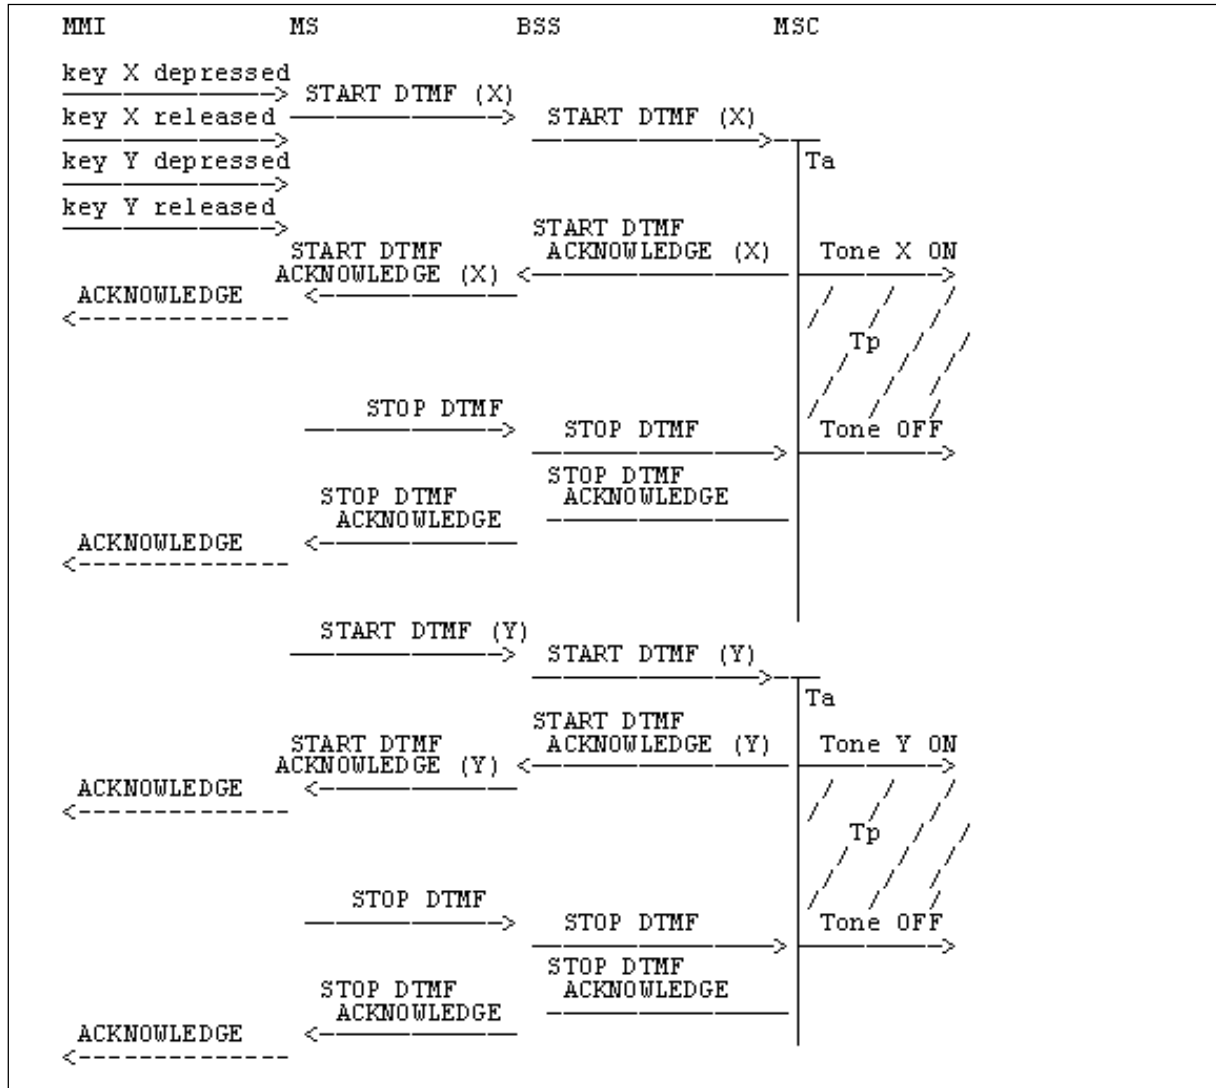 MMI MS BSS MSC
key X depressed
START DTMF (X)
key X released START DTMF (X)
key Y depressed Ta
key Y released
START DTMF
START DTMF ACKNOWLEDGE (X) Tone X ON
ACKNOWLEDGE (X)
ACKNOWLEDGE
Tp
STOP DTMF
STOP DTMF Tone OFF
STOP DTMF
STOP DTMF ACKNOWLEDGE
ACKNOWLEDGE
ACKNOWLEDGE
START DTMF (Y)
START DTMF (Y)
Ta
START DTMF
START DTMF ACKNOWLEDGE (Y) Tone Y ON
ACKNOWLEDGE (Y)
ACKNOWLEDGE
Tp
STOP DTMF
STOP DTMF Tone OFF
STOP DTMF
STOP DTMF ACKNOWLEDGE
ACKNOWLEDGE
ACKNOWLEDGE